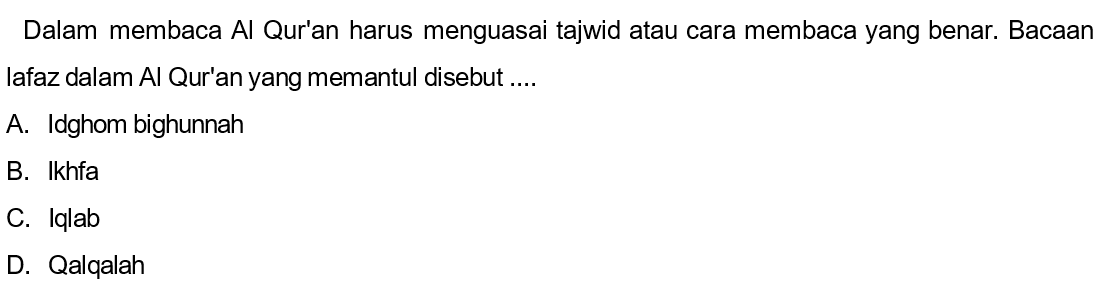 Dalam membaca Al Qur'an harus menguasai tajwid atau cara membaca yang benar. Bacaan
lafaz dalam Al Qur'an yang memantul disebut ....
A. Idghom bighunnah
B. Ikhfa
C. Iqlab
D. Qalqalah